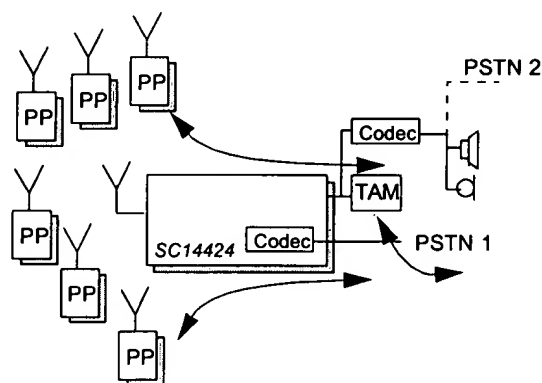 PP
PP
PP
PSTN 2
Codec
PP
TAM
PP
SC14424
Codec
PSTN 1
PP